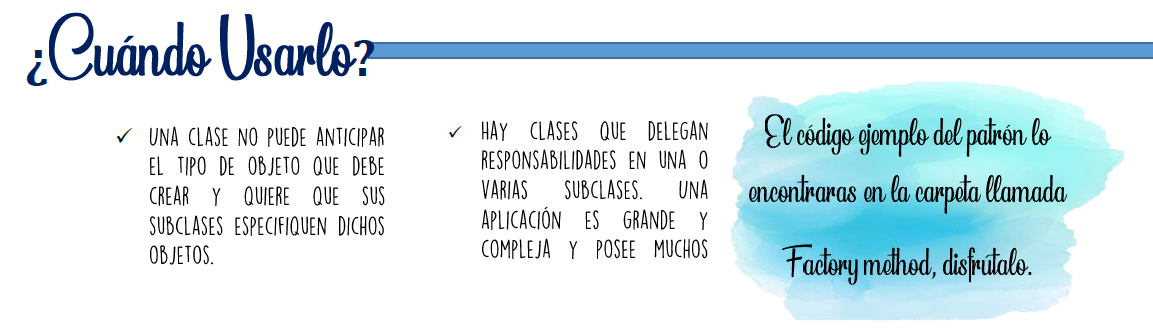 ¿Cuándo Usarlo?
✓ UNA CLASE NO PUEDE ANTICIPAR
EL TIPO DE OBJETO QUE DEBE
CREAR Y QUIERE QUE SUS
SUBCLASES ESPECIFIQUEN DICHOS
OBJETOS.
✓ HAY CLASES QUE DELEGAN
RESPONSABILIDADES EN UNA O
VARIAS SUBCLASES. UNA
APLICACIÓN ES GRANDE Y
COMPLEJA Y POSEE MUCHOS
El código ejemplo del patrón lo
encontraras en la carpeta llamada
Factory method, disfrútalo.